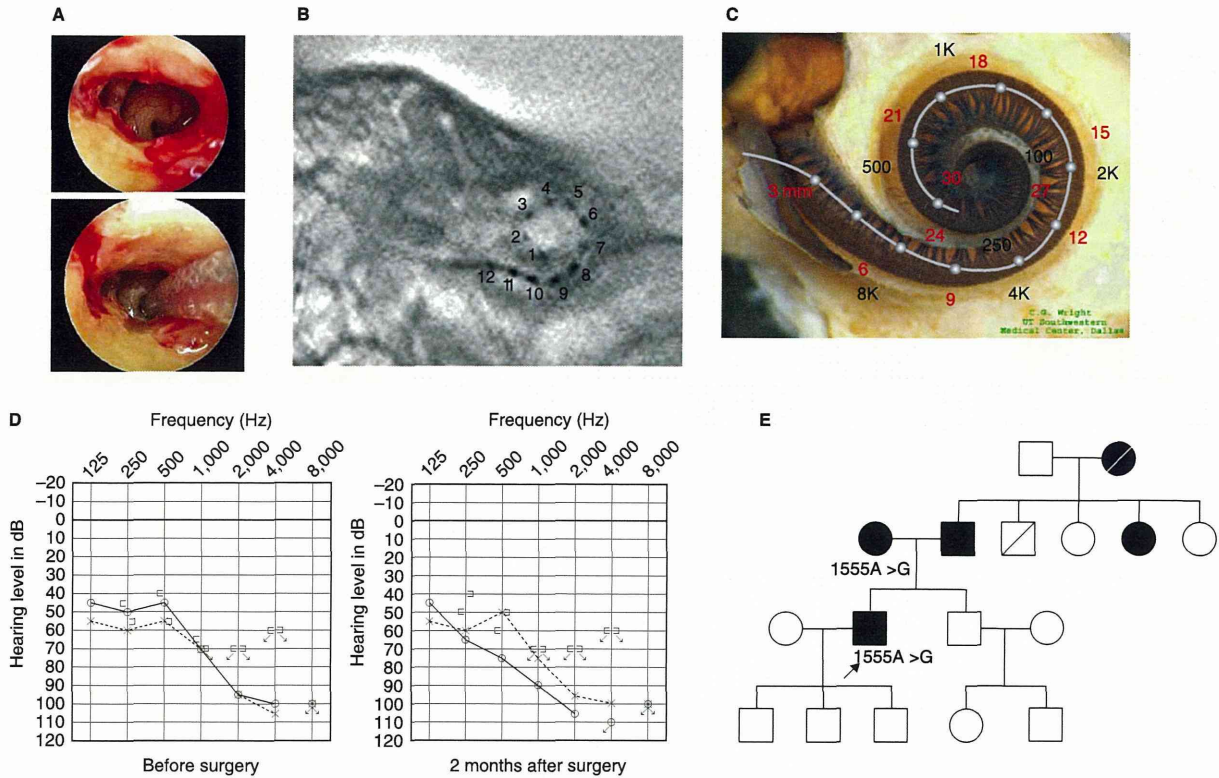 A
B
4
5
3
6
2
7
1
8
12
11
10
9
C
1K
18
21
15
500
100
2K
30
27
3 mm
12
24
250
6
8K
9
4K
C.G. Wright
UT Southwestern
Medical Center, Dallas
D
Frequency (Hz)
125 250 500 1,000 2,000 4,000 8,000
Hearing level in dB
−20
−10
0
10
20
30
40
50
60
70
80
90
100
110
120
Before surgery
Frequency (Hz)
125 250 500 1,000 2,000 4,000 8,000
Hearing level in dB
−20
−10
0
10
20
30
40
50
60
70
80
90
100
110
120
2 months after surgery
E
1555A >G
1555A >G